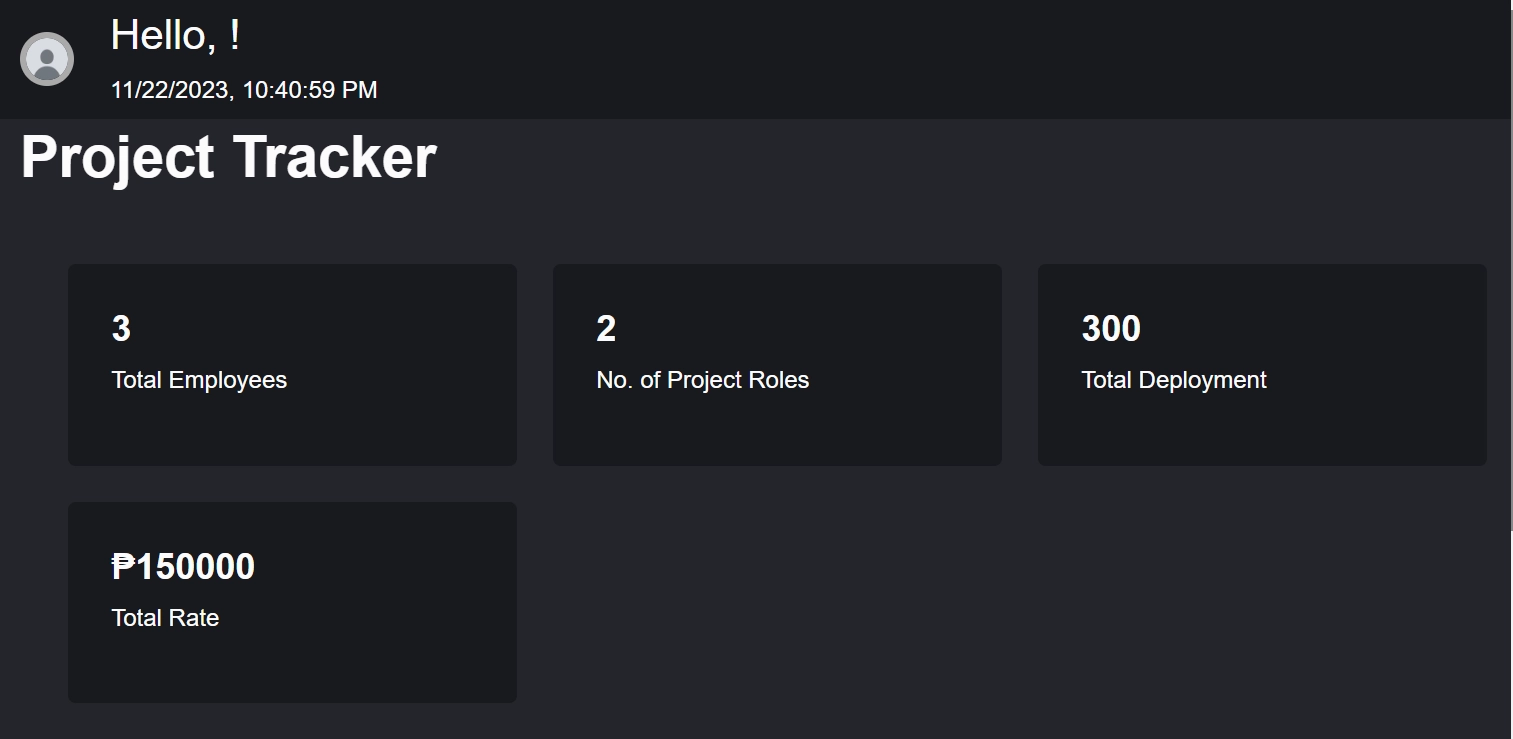 Hello, !
11/22/2023, 10:40:59 PM
Project Tracker
3
Total Employees
2
No. of Project Roles
300
Total Deployment
₱150000
Total Rate